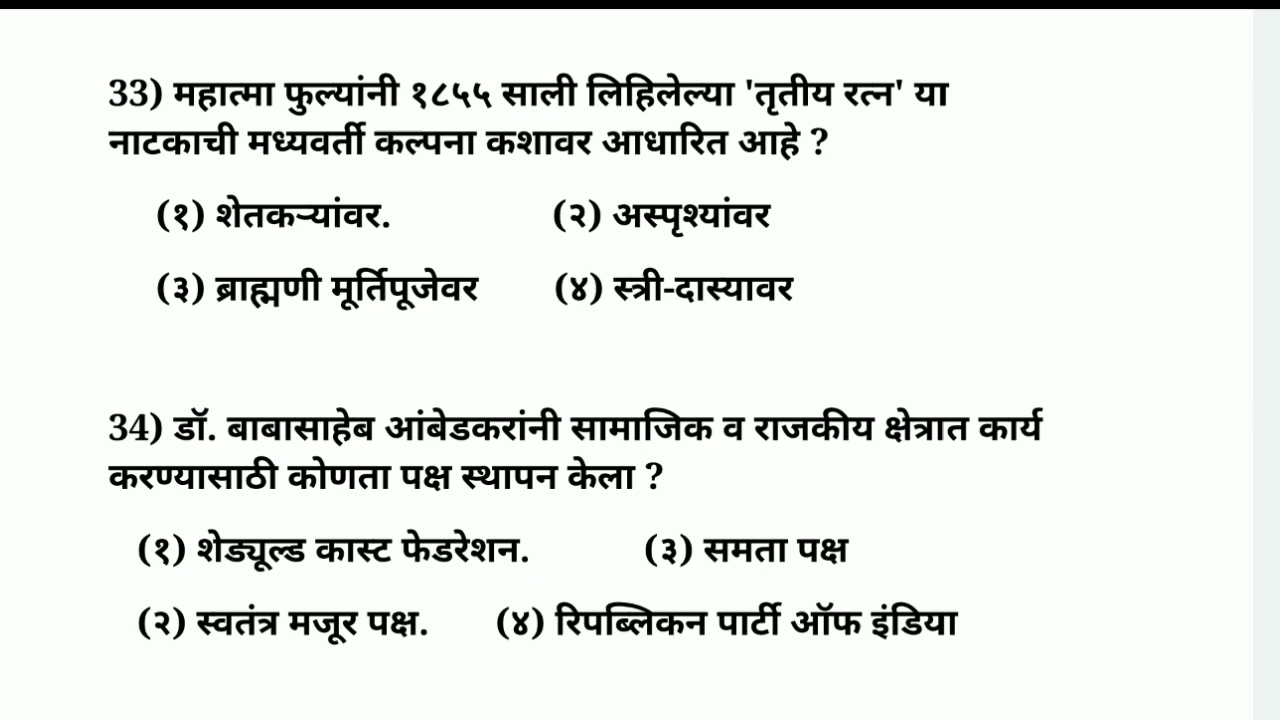 33) महात्मा फुल्यांनी १८५५ साली लिहिलेल्या 'तृतीय रत्न' या
नाटकाची मध्यवर्ती कल्पना कशावर आधारित आहे ?
(१) शेतकऱ्यांवर. (२) अस्पृश्यांवर
(३) ब्राह्मणी मूर्तिपूजेवर (४) स्त्री-दास्यावर
34) डॉ. बाबासाहेब आंबेडकरांनी सामाजिक व राजकीय क्षेत्रात कार्य
करण्यासाठी कोणता पक्ष स्थापन केला ?
(१) शेड्यूल्ड कास्ट फेडरेशन. (३) समता पक्ष
(२) स्वतंत्र मजूर पक्ष. (४) रिपब्लिकन पार्टी ऑफ इंडिया